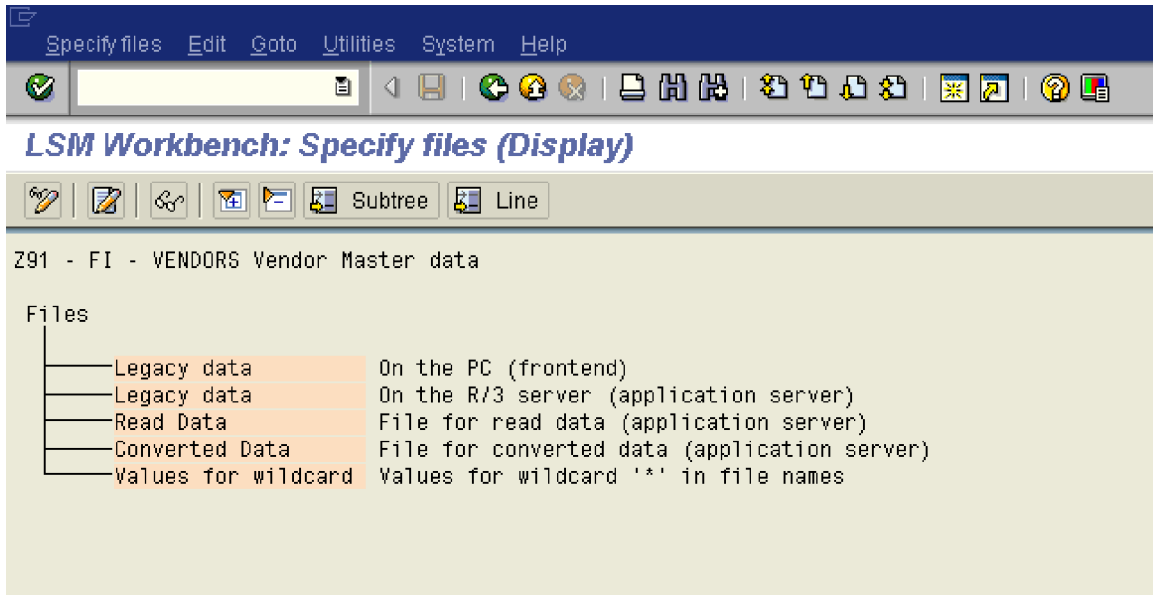 Specify files Edit Goto Utilities System Help
LSM Workbench: Specify files (Display)
Subtree Line
Z91 - FI - VENDORS Vendor Master data
Files
Legacy data On the PC (frontend)
Legacy data On the R/3 server (application server)
Read Data File for read data (application server)
Converted Data File for converted data (application server)
Values for wildcard Values for wildcard '*' in file names